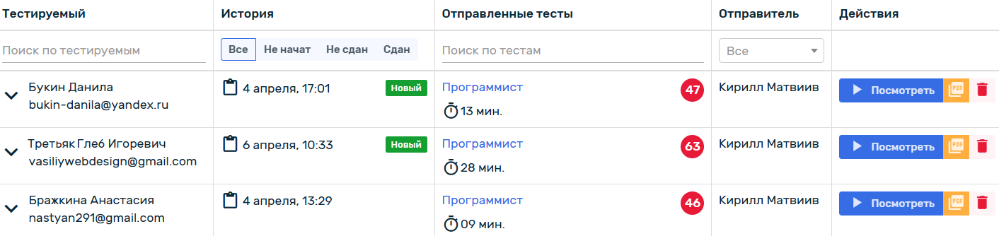 Тестируемый История Отправленные тесты Отправитель Действия
Поиск по тестируемым Все Не начат Не сдан Сдан Поиск по тестам Все
Букин Данила 4 апреля, 17:01 Новый Программист 47 Кирилл Матвиив Посмотреть PDF
bukin-danila@yandex.ru 13 мин.
Третьяк Глеб Игоревич 6 апреля, 10:33 Новый Программист 63 Кирилл Матвиив Посмотреть PDF
vasiliywebdesign@gmail.com 28 мин.
Бражкина Анастасия 4 апреля, 13:29 Программист 46 Кирилл Матвиив Посмотреть PDF
nastyan291@gmail.com 09 мин.